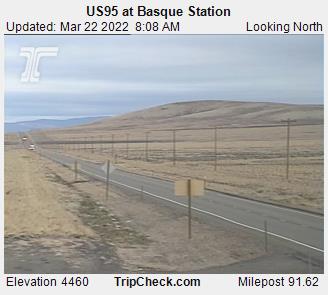 US95 at Basque Station
Updated: Mar 22 2022 8:08 AM Looking North
Elevation 4460 TripCheck.com Milepost 91.62